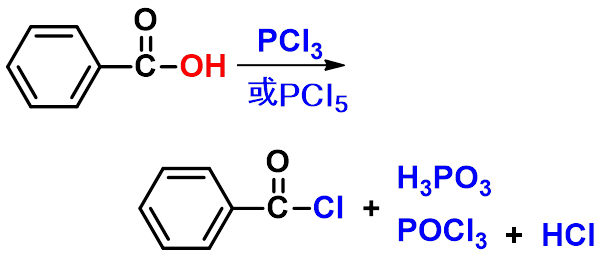 O
C OH
PCl₃
或PCl₅
O
C Cl + H₃PO₃
POCl₃ + HCl